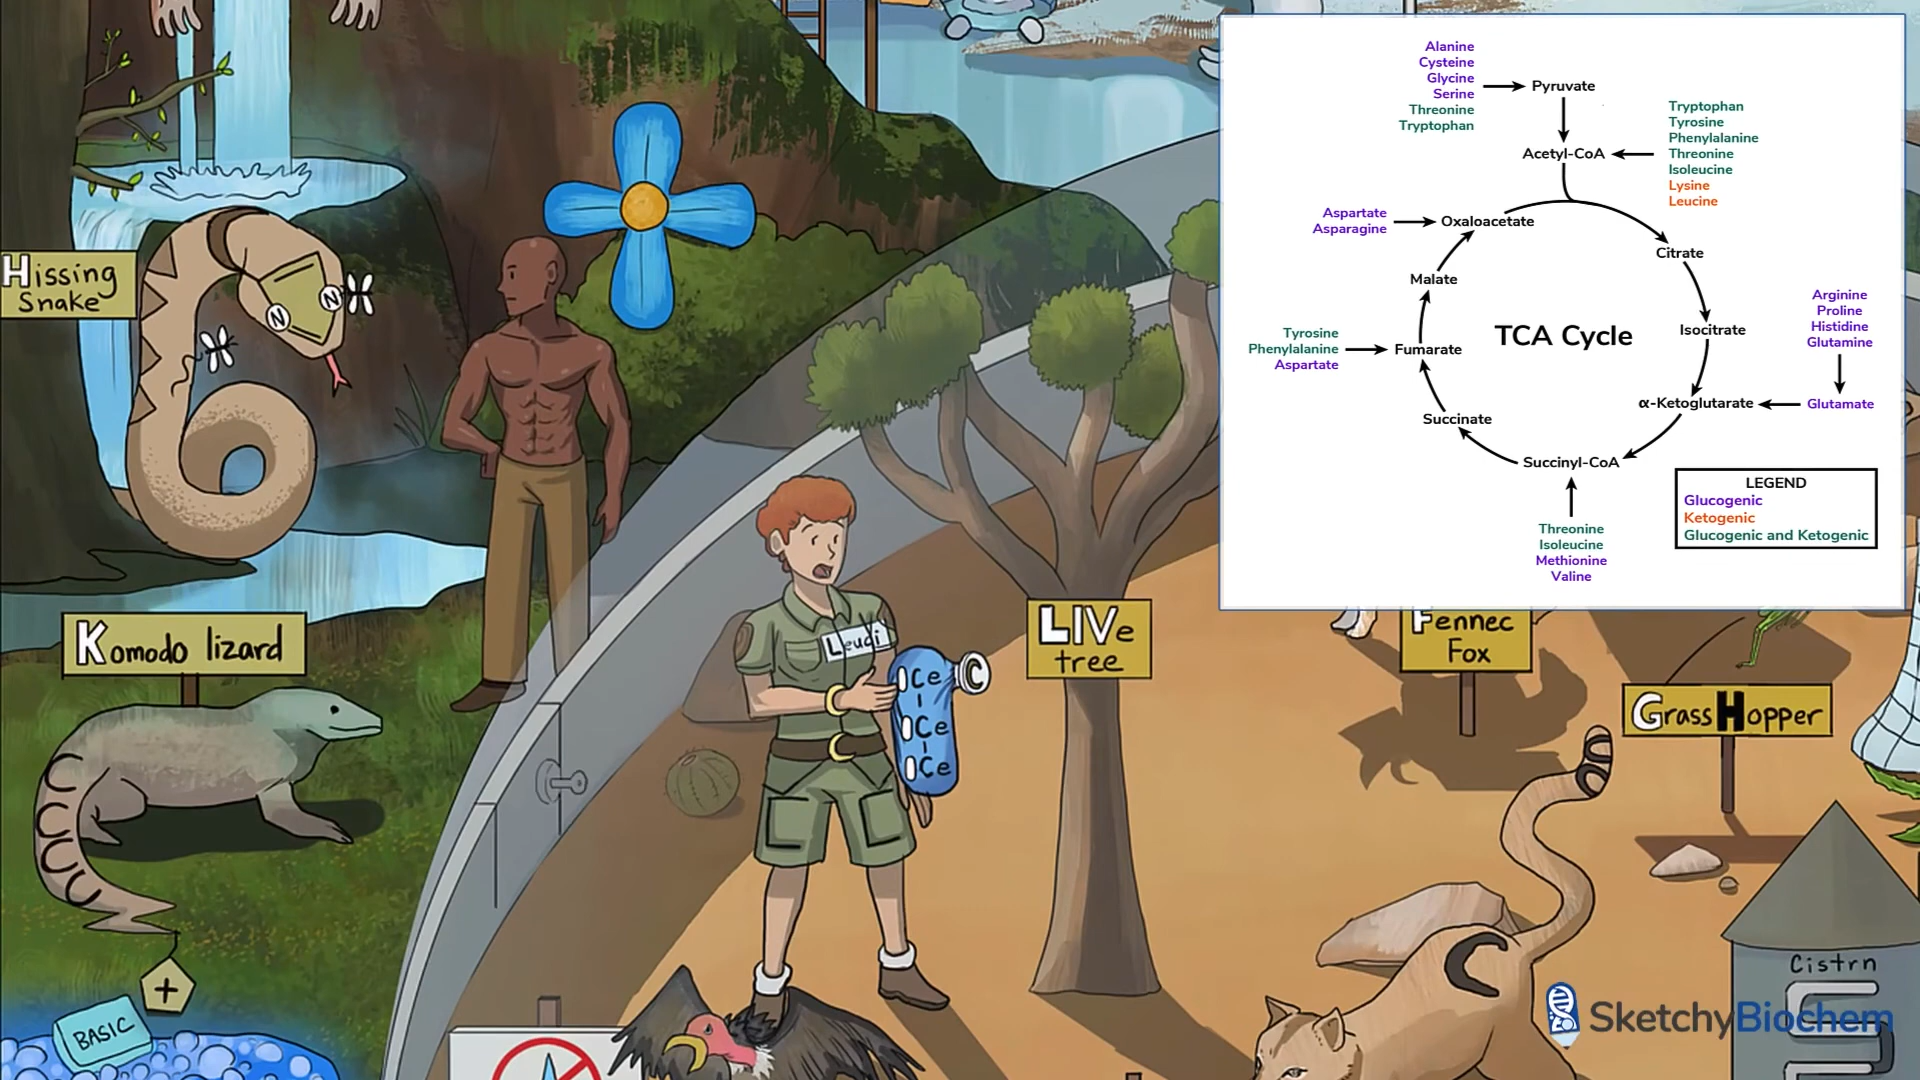 Hissing
Snake
N
N
Komodo lizard
+
BASIC
Leuci
C
Ce
Ce
Ce
LIVe
tree
Fennec
Fox
GrassHopper
Cistrn
SketchyBiochem
Alanine
Cysteine
Glycine
Serine
Threonine
Tryptophan
Pyruvate
Acetyl-CoA
Tryptophan
Tyrosine
Phenylalanine
Threonine
Isoleucine
Lysine
Leucine
Aspartate
Asparagine
Oxaloacetate
Citrate
Malate
Isocitrate
TCA Cycle
Arginine
Proline
Histidine
Glutamine
Tyrosine
Phenylalanine
Aspartate
Fumarate
α-Ketoglutarate
Glutamate
Succinate
Succinyl-CoA
Threonine
Isoleucine
Methionine
Valine
LEGEND
Glucogenic
Ketogenic
Glucogenic and Ketogenic